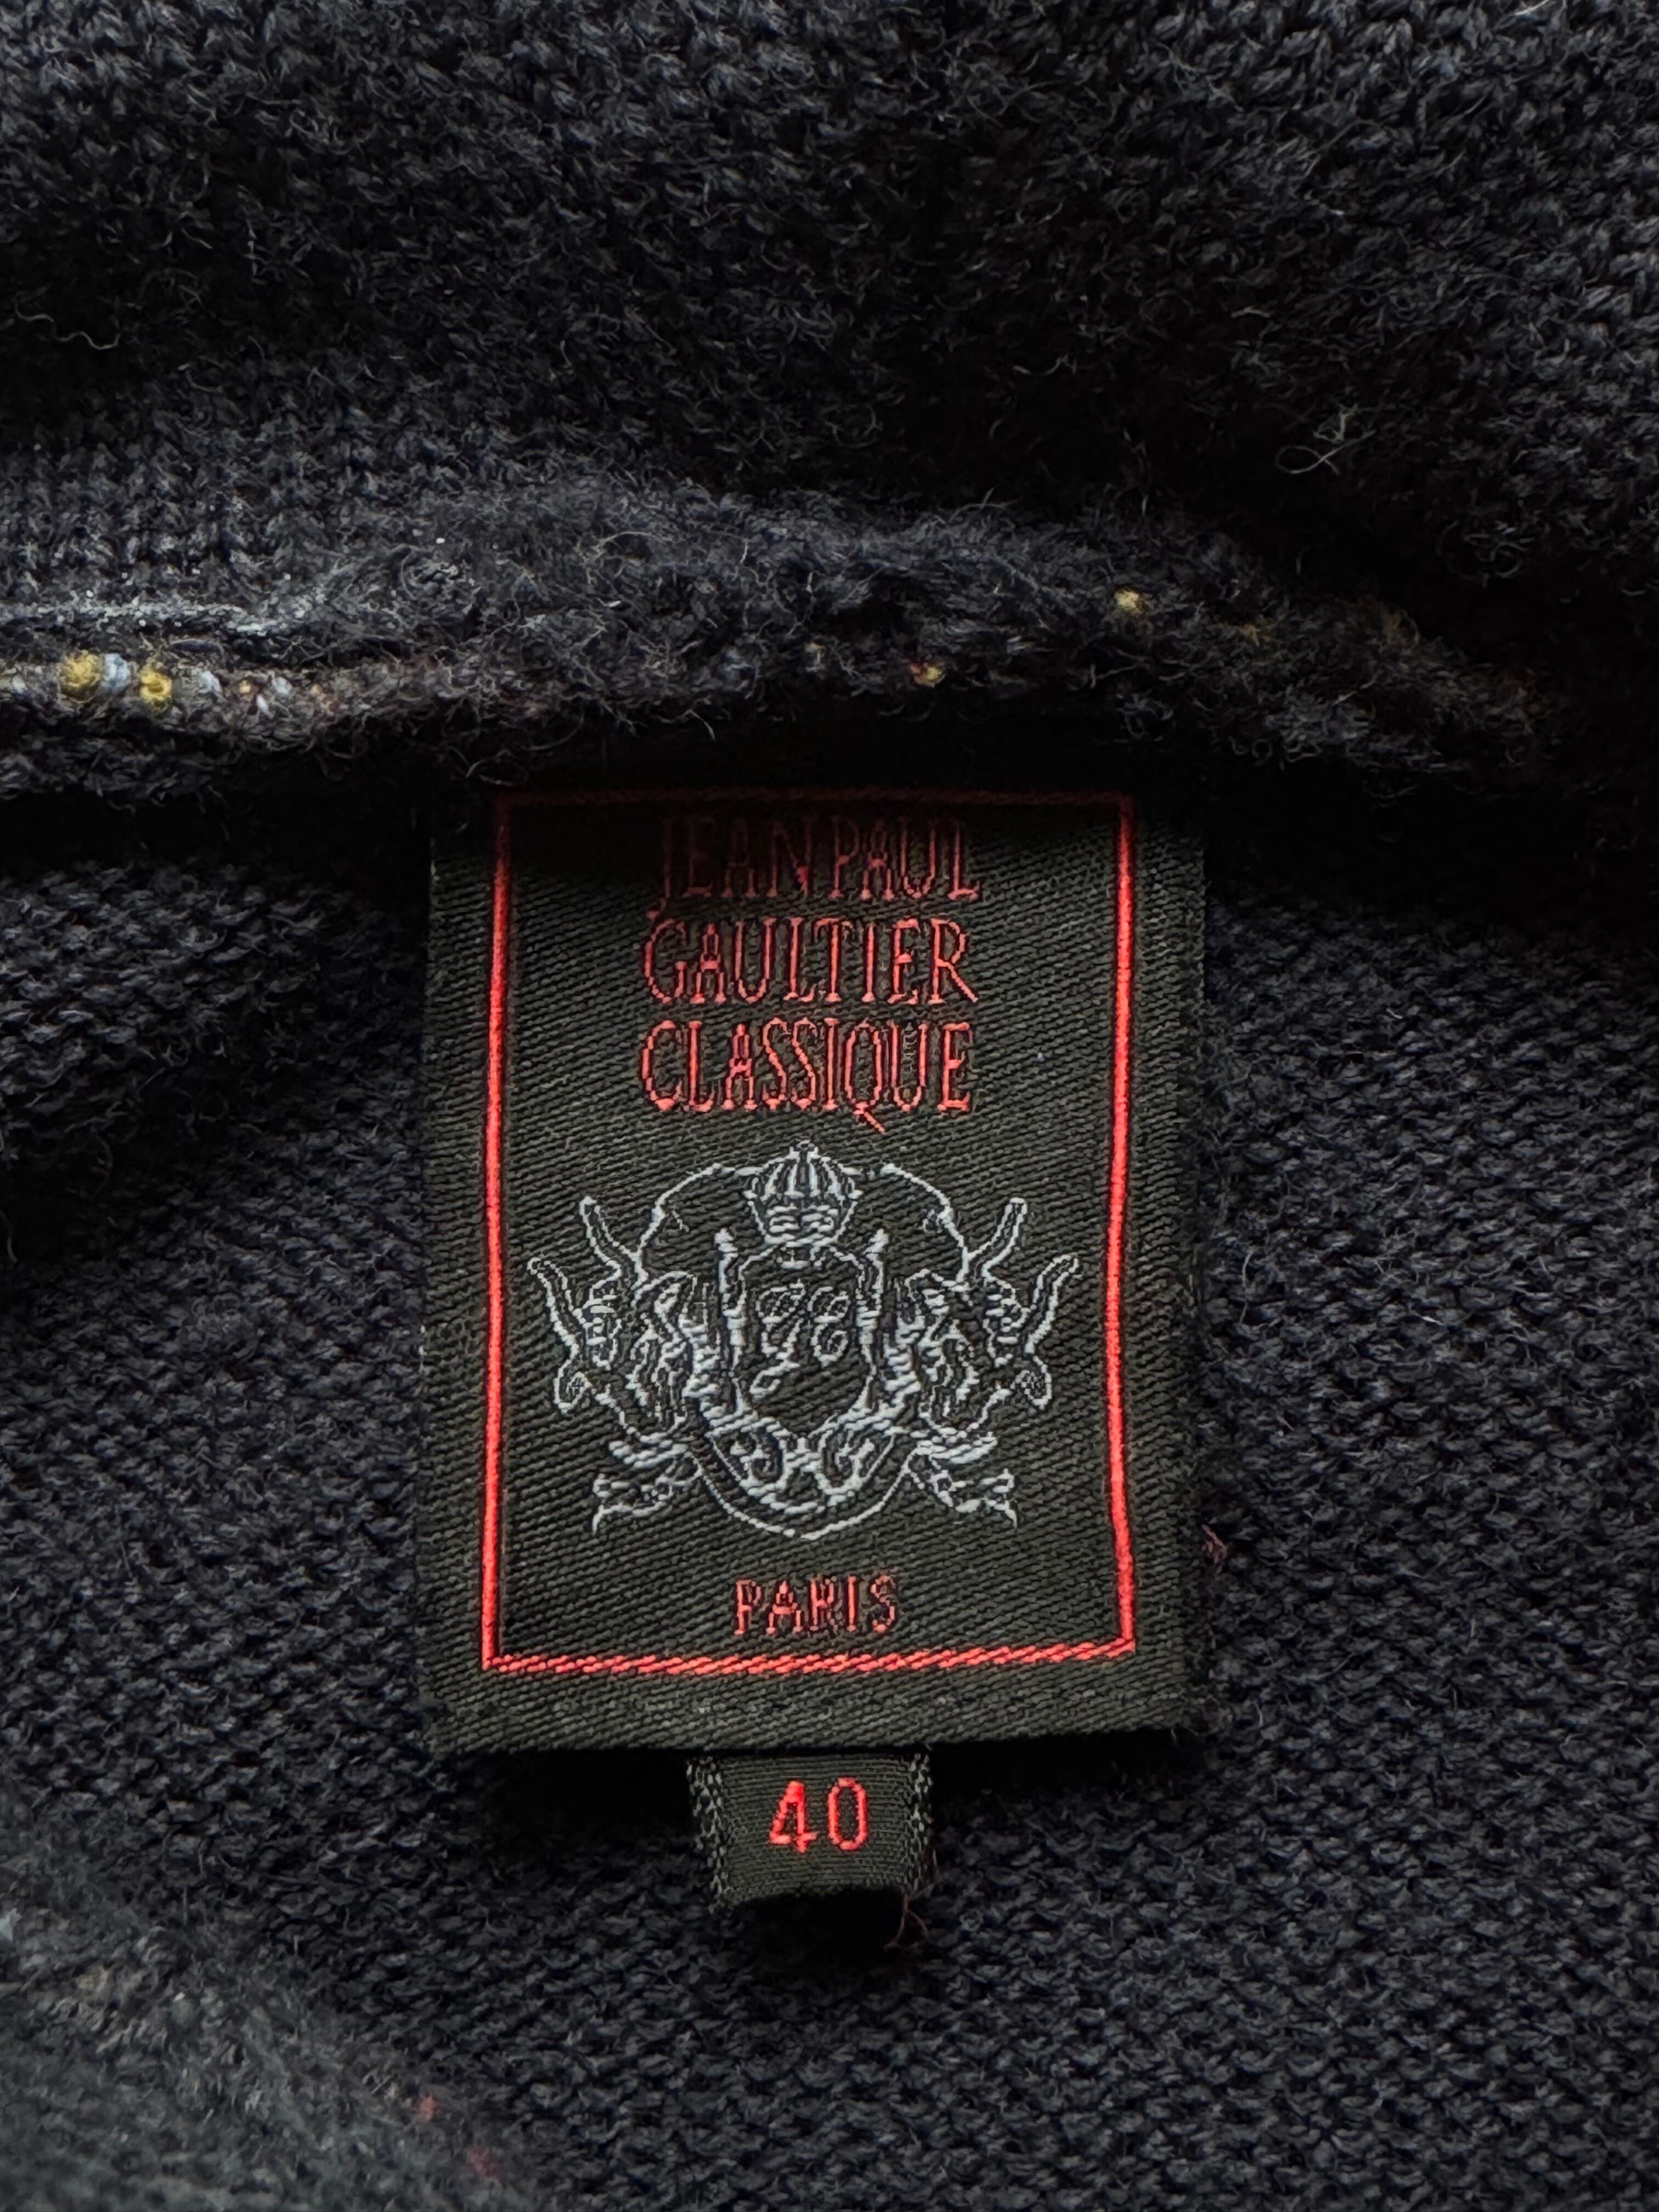 JEAN PAUL
GAULTIER
CLASSIQUE
PARIS
40